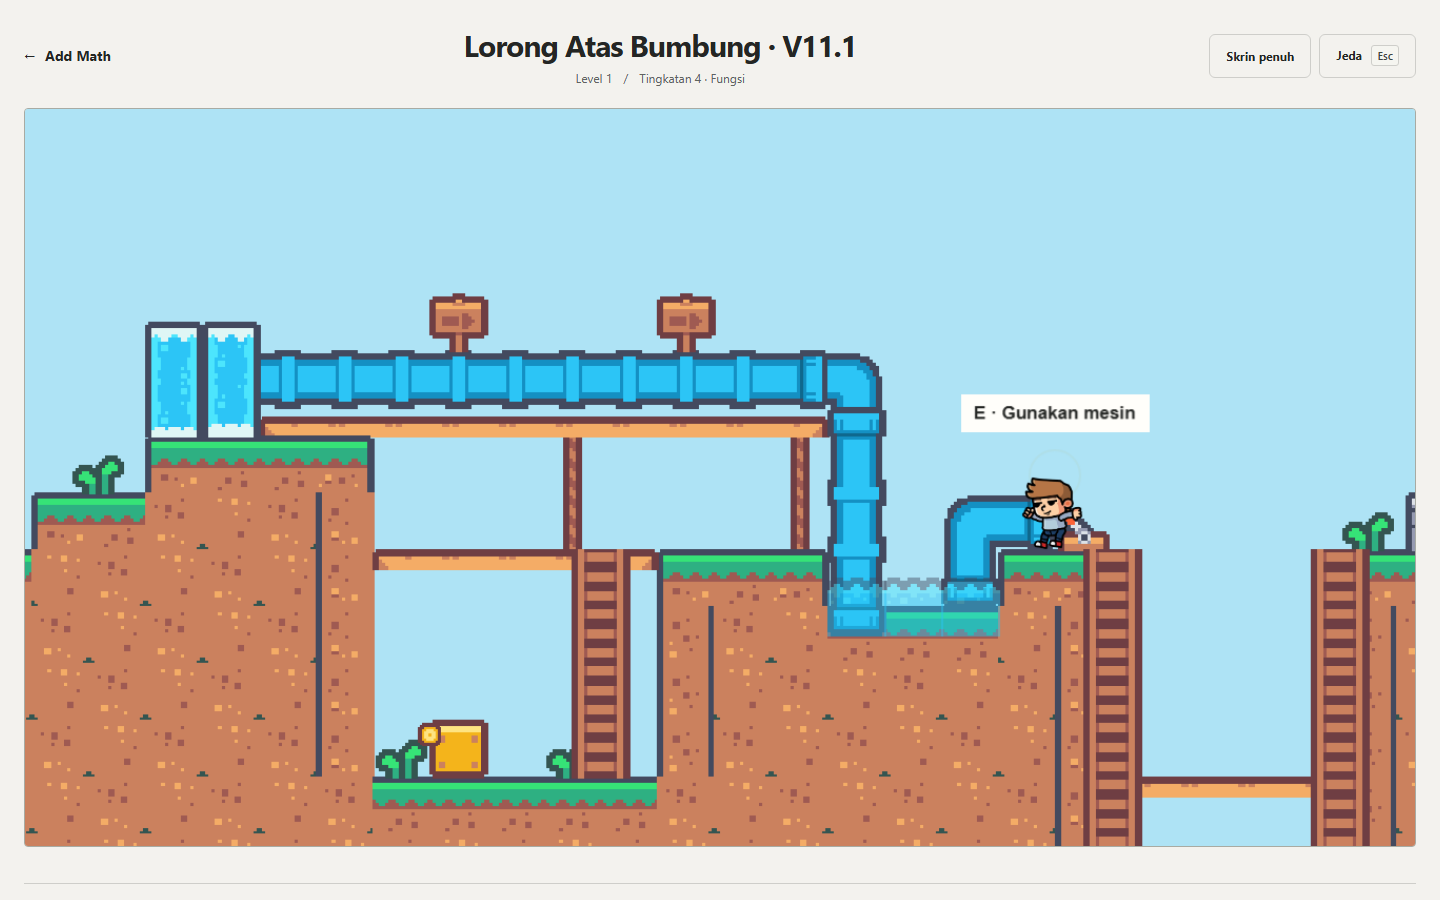 ← Add Math
Lorong Atas Bumbung · V11.1
Level 1 / Tingkatan 4 · Fungsi
Skrin penuh
Jeda Esc
E · Gunakan mesin